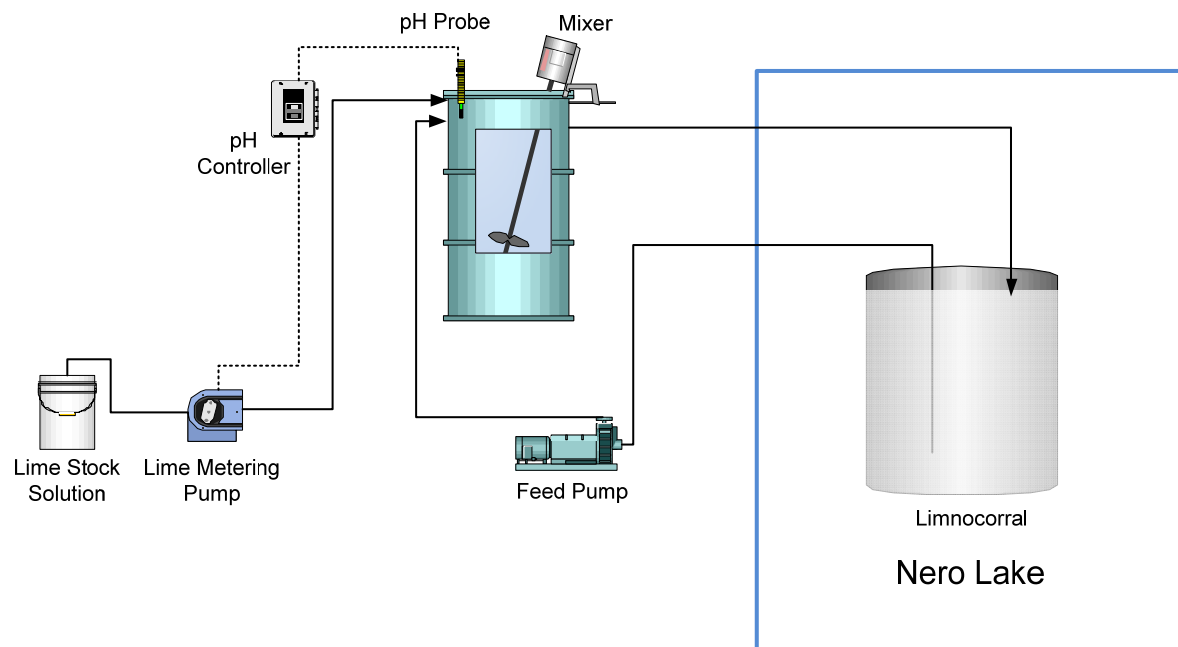 pH Probe
Mixer
pH
Controller
Lime Stock
Solution
Lime Metering
Pump
Feed Pump
Limnocorral
Nero Lake